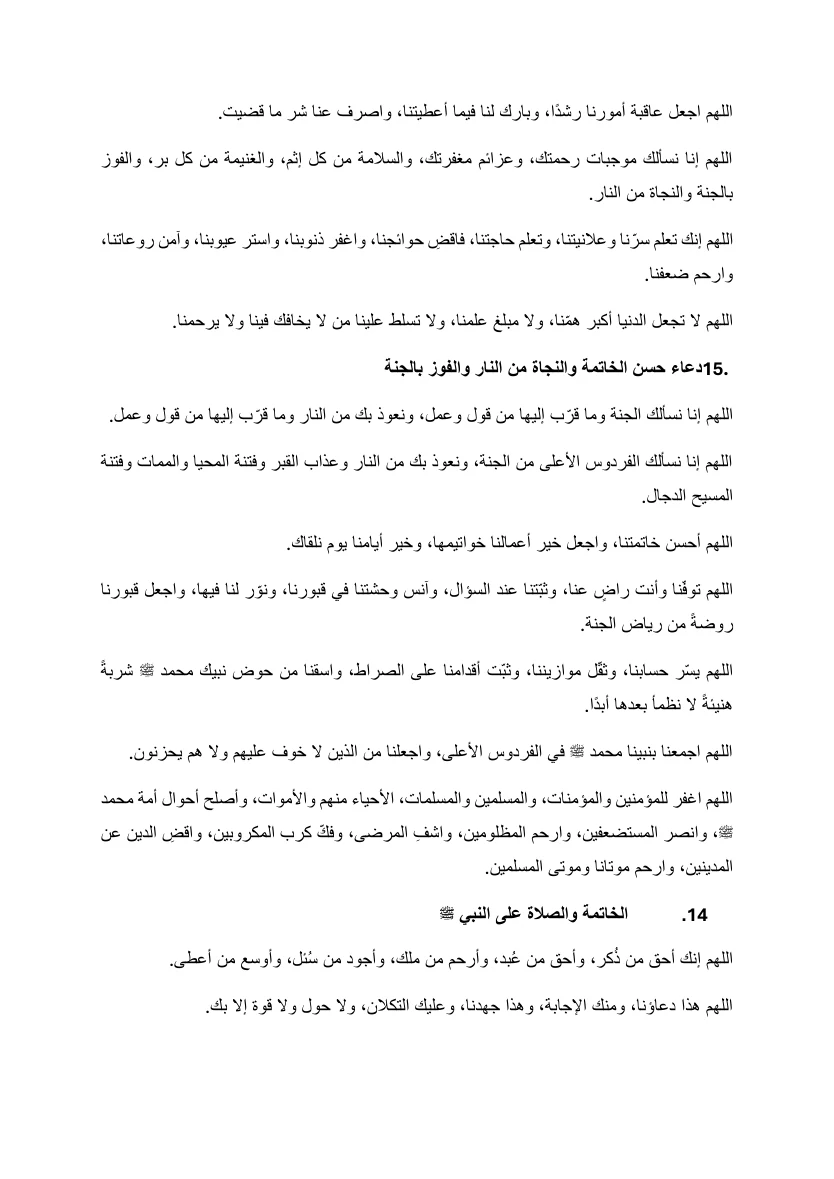 اللهم اجعل عاقبة أمورنا رشدًا، وبارك لنا فيما أعطيتنا، واصرف عنا شر ما قضيت.
اللهم إنا نسألك موجبات رحمتك، وعزائم مغفرتك، والسلامة من كل إثم، والغنيمة من كل بر، والفوز
بالجنة والنجاة من النار.
اللهم إنك تعلم سرّنا وعلانيتنا، وتعلم حاجتنا، فاقضِ حوائجنا، واغفر ذنوبنا، واستر عيوبنا، وآمن روعاتنا،
وارحم ضعفنا.
اللهم لا تجعل الدنيا أكبر همّنا، ولا مبلغ علمنا، ولا تسلط علينا من لا يخافك فينا ولا يرحمنا.
.15دعاء حسن الخاتمة والنجاة من النار والفوز بالجنة
اللهم إنا نسألك الجنة وما قرّب إليها من قول وعمل، ونعوذ بك من النار وما قرّب إليها من قول وعمل.
اللهم إنا نسألك الفردوس الأعلى من الجنة، ونعوذ بك من النار وعذاب القبر وفتنة المحيا والممات وفتنة
المسيح الدجال.
اللهم أحسن خاتمتنا، واجعل خير أعمالنا خواتيمها، وخير أيامنا يوم نلقاك.
اللهم توفّنا وأنت راضٍ عنا، وثبّتنا عند السؤال، وآنس وحشتنا في قبورنا، ونوّر لنا فيها، واجعل قبورنا
روضةً من رياض الجنة.
اللهم يسّر حسابنا، وثقّل موازيننا، وثبّت أقدامنا على الصراط، واسقنا من حوض نبيك محمد ﷺ شربةً
هنيئةً لا نظمأ بعدها أبدًا.
اللهم اجمعنا بنبينا محمد ﷺ في الفردوس الأعلى، واجعلنا من الذين لا خوف عليهم ولا هم يحزنون.
اللهم اغفر للمؤمنين والمؤمنات، والمسلمين والمسلمات، الأحياء منهم والأموات، وأصلح أحوال أمة محمد
ﷺ، وانصر المستضعفين، وارحم المظلومين، واشفِ المرضى، وفكّ كرب المكروبين، واقضِ الدين عن
المدينين، وارحم موتانا وموتى المسلمين.
14. الخاتمة والصلاة على النبي ﷺ
اللهم إنك أحق من ذُكر، وأحق من عُبد، وأرحم من ملك، وأجود من سُئل، وأوسع من أعطى.
اللهم هذا دعاؤنا، ومنك الإجابة، وهذا جهدنا، وعليك التكلان، ولا حول ولا قوة إلا بك.